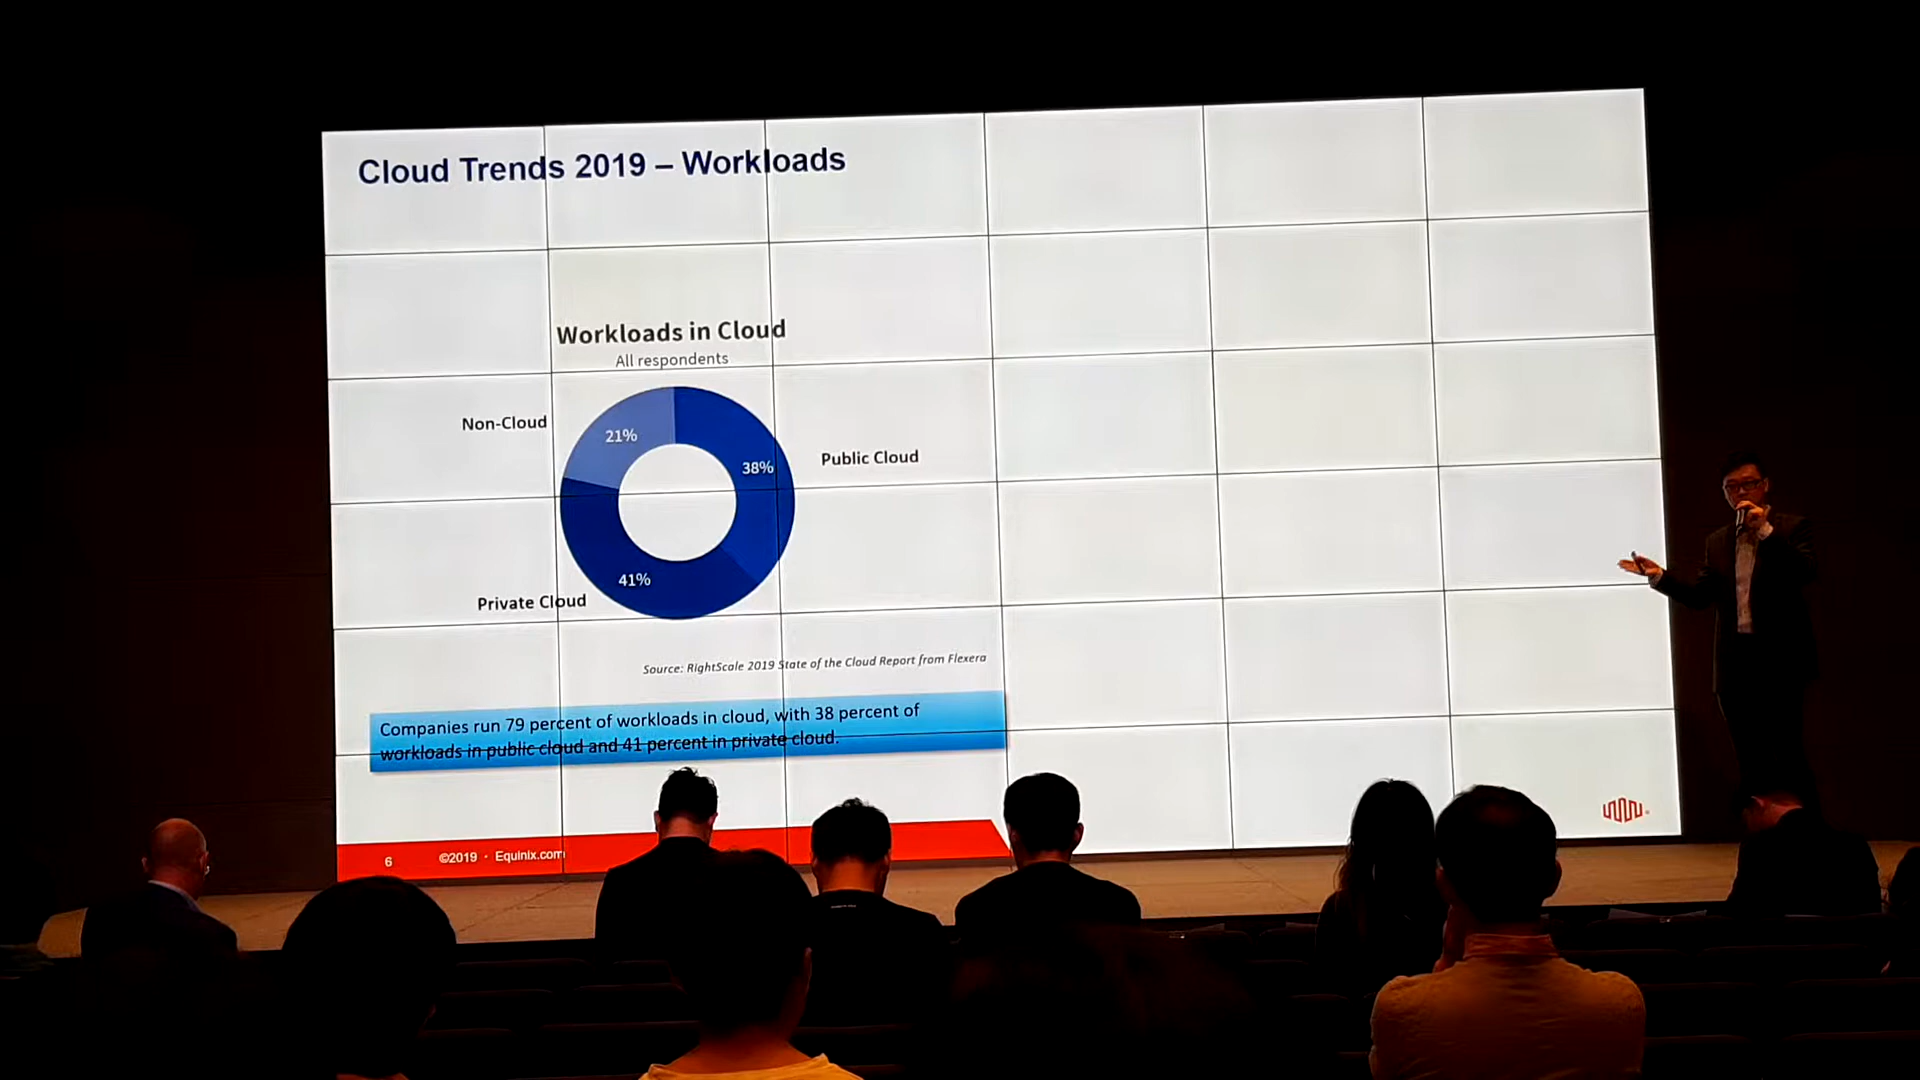 Cloud Trends 2019 – Workloads
Workloads in Cloud
All respondents
Non-Cloud
21%
38%
Public Cloud
41%
Private Cloud
Source: RightScale 2019 State of the Cloud Report from Flexera
Companies run 79 percent of workloads in cloud, with 38 percent of
workloads in public cloud and 41 percent in private cloud.
6
©2019 · Equinix.com